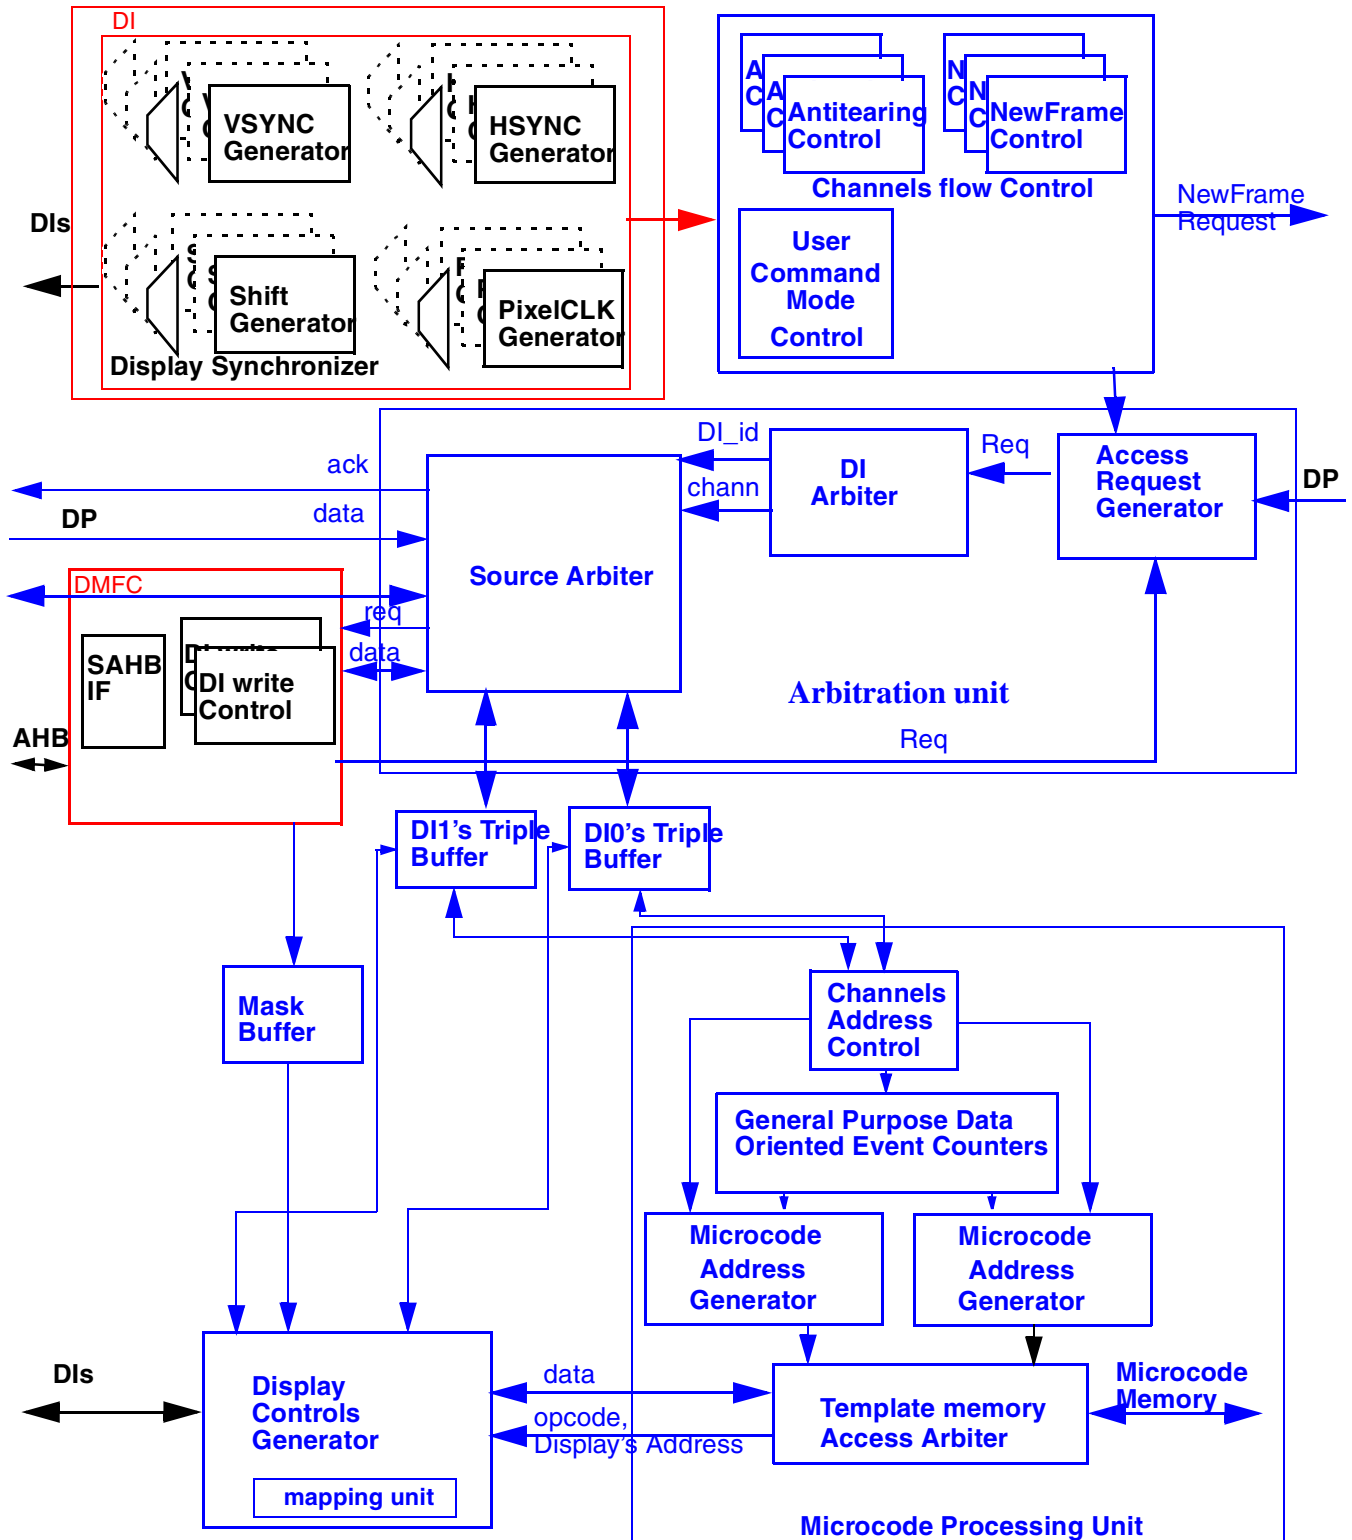 DI
VSYNC
Generator
HSYNC
Generator
Shift
Generator
PixelCLK
Generator
Display Synchronizer
DIs
A
C
A
C
Antitearing
Control
N
C
N
C
NewFrame
Control
Channels flow Control
User
Command
Mode
Control
NewFrame
Request
ack
DP
data
DI_id
chann
DI
Arbiter
Req
Access
Request
Generator
DP
Source Arbiter
DMFC
req
data
SAHB
IF
DI write
Control
AHB
Arbitration unit
Req
DI1's Triple
Buffer
DI0's Triple
Buffer
Mask
Buffer
Channels
Address
Control
General Purpose Data
Oriented Event Counters
Microcode
Address
Generator
Microcode
Address
Generator
DIs
Display
Controls
Generator
mapping unit
data
opcode,
Display's Address
Template memory
Access Arbiter
Microcode
Memory
Microcode Processing Unit